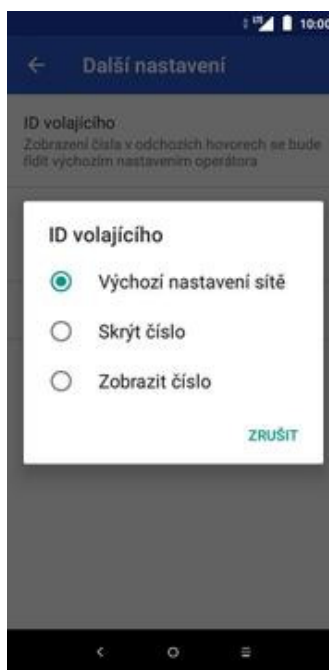 LTE 10:00
Další nastavení
ID volajícího
Zobrazení čísla v odchozích hovorech se bude
řídit výchozím nastavením operátora
ID volajícího
Výchozí nastavení sítě
Skrýt číslo
Zobrazit číslo
ZRUŠIT